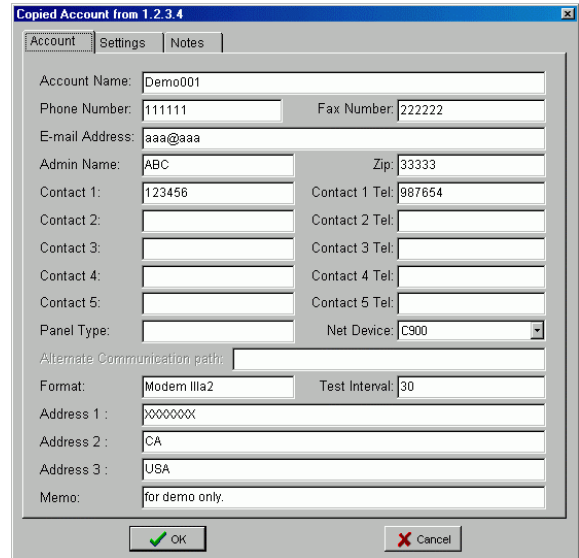 Copied Account from 1.2.3.4
Account Settings Notes
Account Name: Demo001
Phone Number: 111111 Fax Number: 222222
E-mail Address: aaa@aaa
Admin Name: ABC Zip: 33333
Contact 1: 123456 Contact 1 Tel: 987654
Contact 2: Contact 2 Tel:
Contact 3: Contact 3 Tel:
Contact 4: Contact 4 Tel:
Contact 5: Contact 5 Tel:
Panel Type: Net Device: C900
Alternate Communication path:
Format: Modem IIIa2 Test Interval: 30
Address 1 : XXXXXXX
Address 2 : CA
Address 3 : USA
Memo: for demo only.
OK Cancel